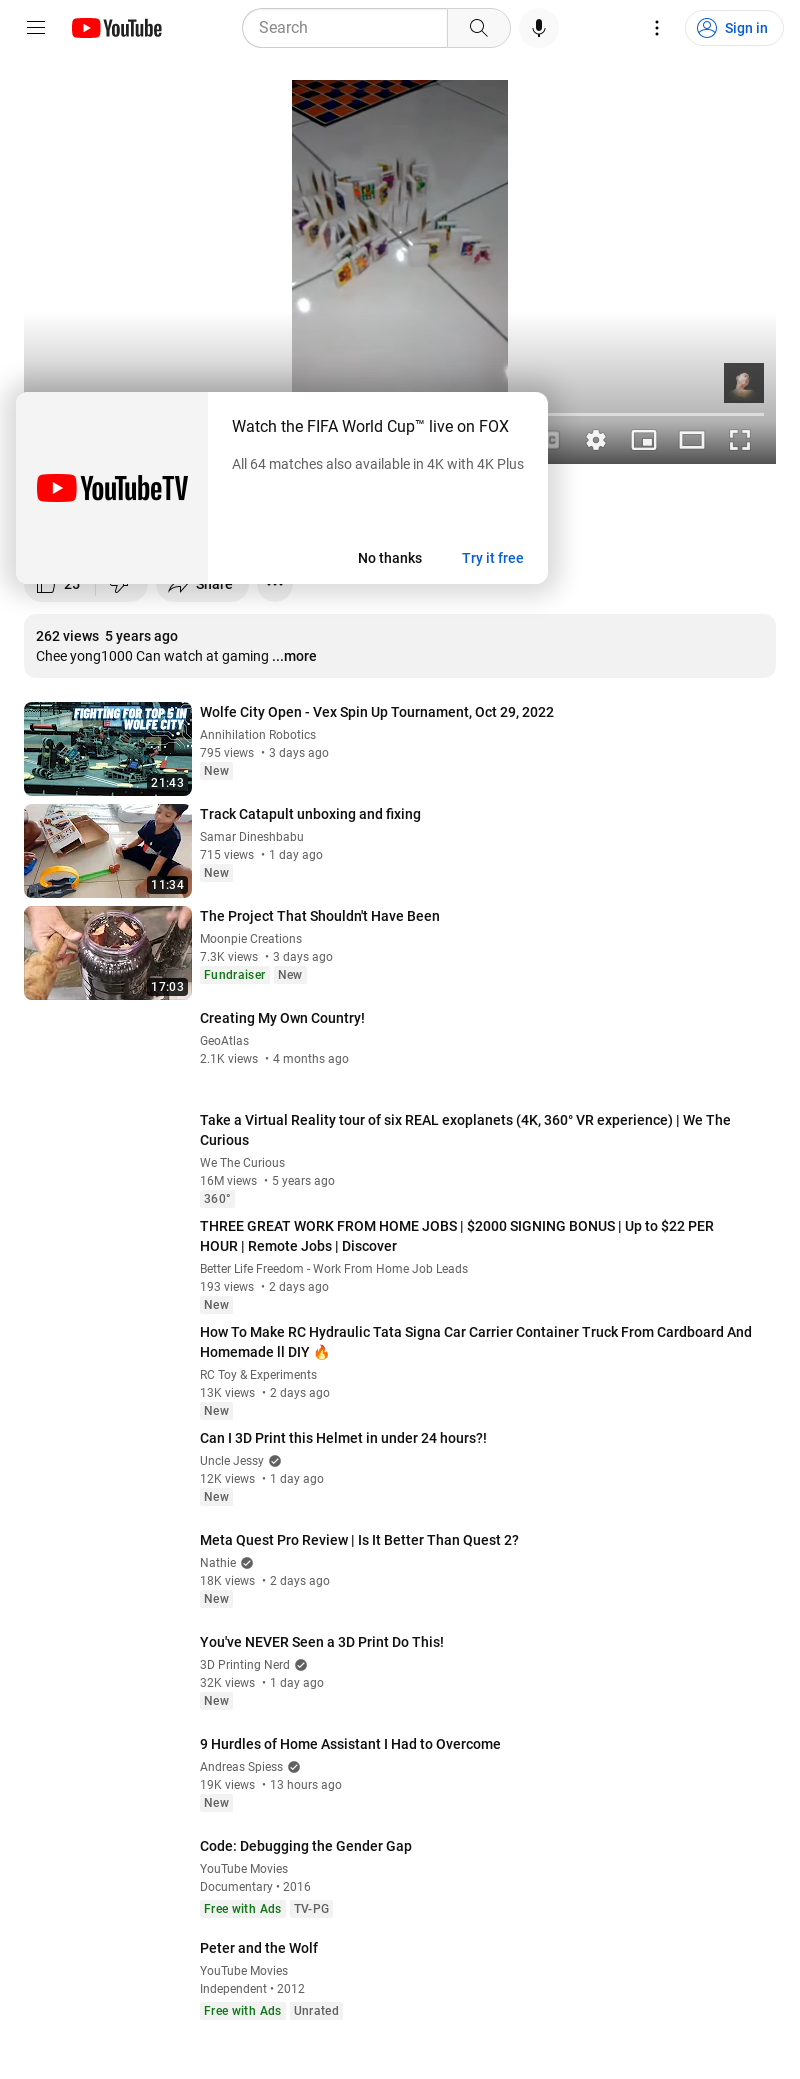 YouTube
Search
Sign in
Watch the FIFA World Cup™ live on FOX
All 64 matches also available in 4K with 4K Plus
YouTubeTV
No thanks
Try it free
25
Share
262 views 5 years ago
Chee yong1000 Can watch at gaming ...more
FIGHTING FOR TOP 5 IN
WOLFE CITY
21:43
Wolfe City Open - Vex Spin Up Tournament, Oct 29, 2022
Annihilation Robotics
795 views • 3 days ago
New
11:34
Track Catapult unboxing and fixing
Samar Dineshbabu
715 views • 1 day ago
New
17:03
The Project That Shouldn't Have Been
Moonpie Creations
7.3K views • 3 days ago
Fundraiser New
Creating My Own Country!
GeoAtlas
2.1K views • 4 months ago
Take a Virtual Reality tour of six REAL exoplanets (4K, 360° VR experience) | We The
Curious
We The Curious
16M views • 5 years ago
360°
THREE GREAT WORK FROM HOME JOBS | $2000 SIGNING BONUS | Up to $22 PER
HOUR | Remote Jobs | Discover
Better Life Freedom - Work From Home Job Leads
193 views • 2 days ago
New
How To Make RC Hydraulic Tata Signa Car Carrier Container Truck From Cardboard And
Homemade ll DIY 🔥
RC Toy & Experiments
13K views • 2 days ago
New
Can I 3D Print this Helmet in under 24 hours?!
Uncle Jessy
12K views • 1 day ago
New
Meta Quest Pro Review | Is It Better Than Quest 2?
Nathie
18K views • 2 days ago
New
You've NEVER Seen a 3D Print Do This!
3D Printing Nerd
32K views • 1 day ago
New
9 Hurdles of Home Assistant I Had to Overcome
Andreas Spiess
19K views • 13 hours ago
New
Code: Debugging the Gender Gap
YouTube Movies
Documentary • 2016
Free with Ads TV-PG
Peter and the Wolf
YouTube Movies
Independent • 2012
Free with Ads Unrated